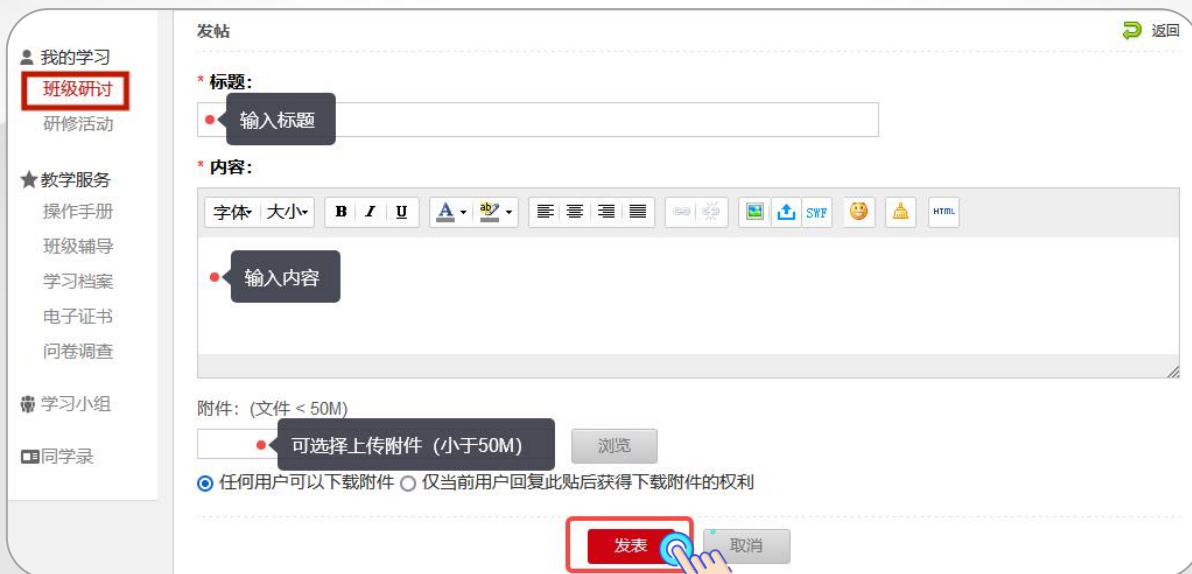 我的学习
班级研讨
研修活动
教学服务
操作手册
班级辅导
学习档案
电子证书
问卷调查
学习小组
同学录
发帖
返回
* 标题:
输入标题
* 内容:
字体 大小 B I U A ab HTML SWF
输入内容
附件: (文件 < 50M)
可选择上传附件（小于50M）
浏览
任何用户可以下载附件 仅当前用户回复此贴后获得下载附件的权利
发表
取消